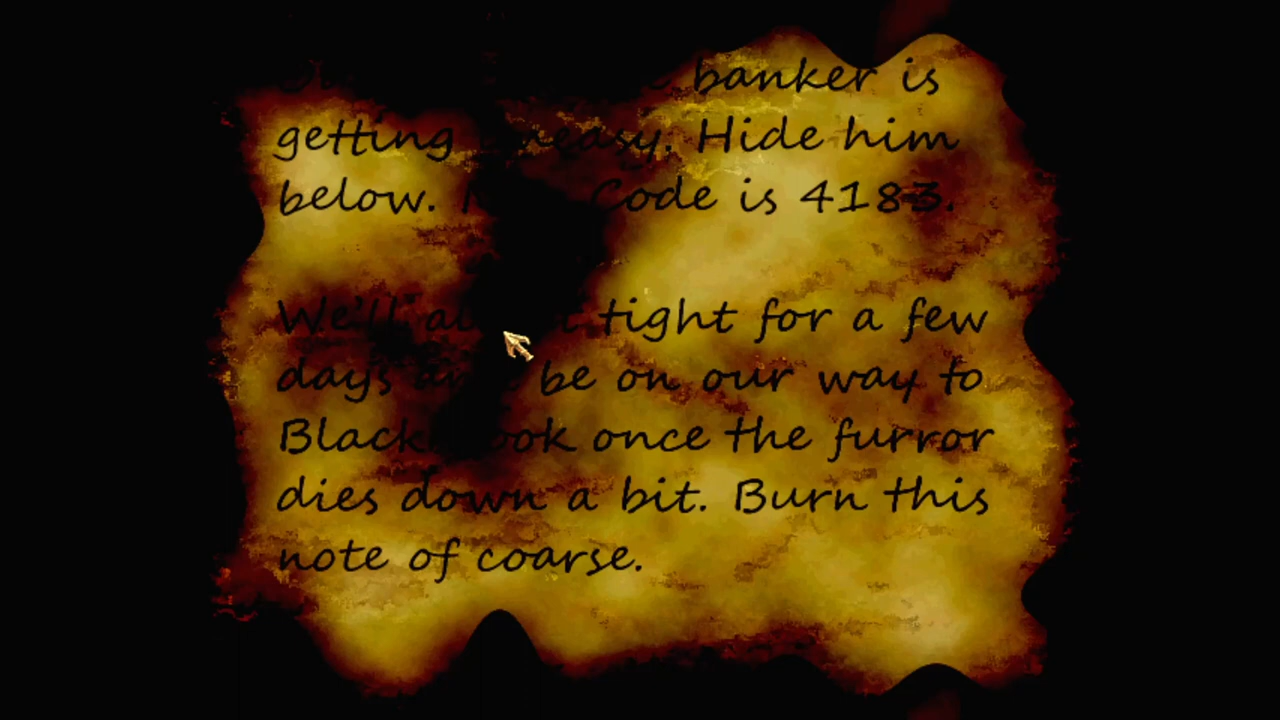 banker is
getting uneasy. Hide him
below. Code is 4183.
We'll tight for a few
days be on our way to
once the furror
dies down a bit. Burn this
note of coarse.